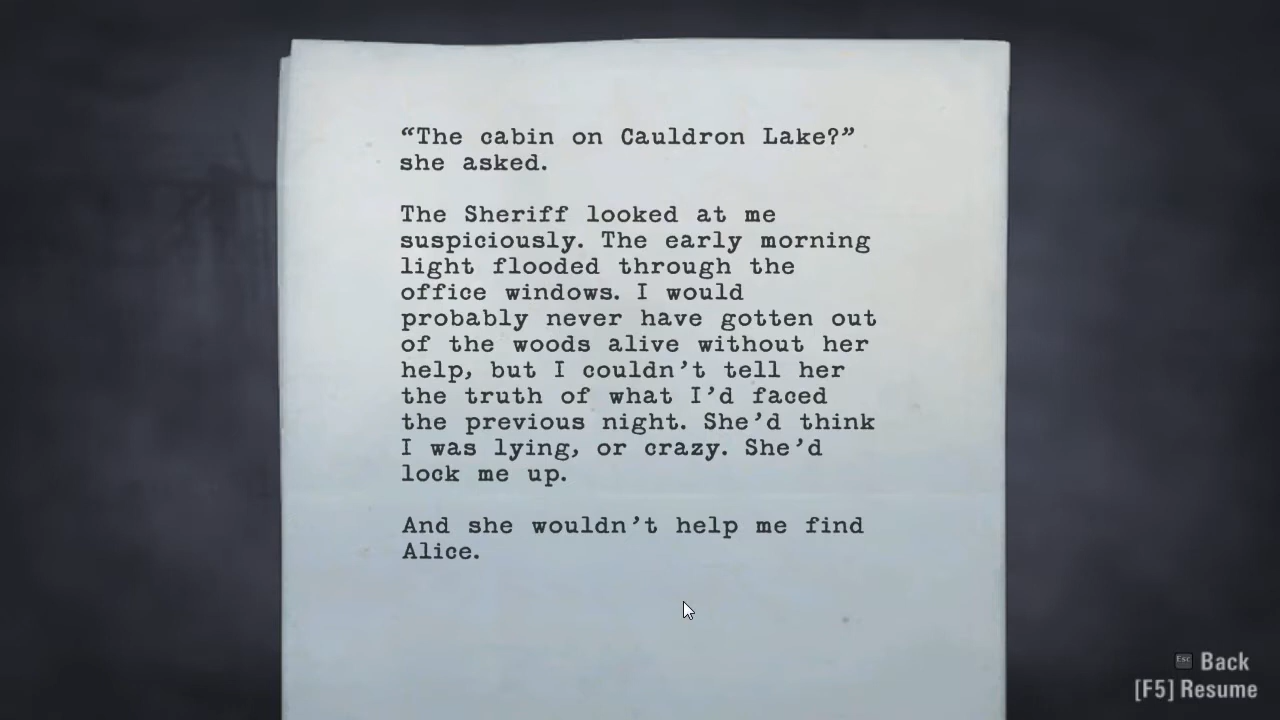 “The cabin on Cauldron Lake?”
she asked.
The Sheriff looked at me
suspiciously. The early morning
light flooded through the
office windows. I would
probably never have gotten out
of the woods alive without her
help, but I couldn’t tell her
the truth of what I’d faced
the previous night. She’d think
I was lying, or crazy. She’d
lock me up.
And she wouldn’t help me find
Alice.
Esc Back
[F5] Resume